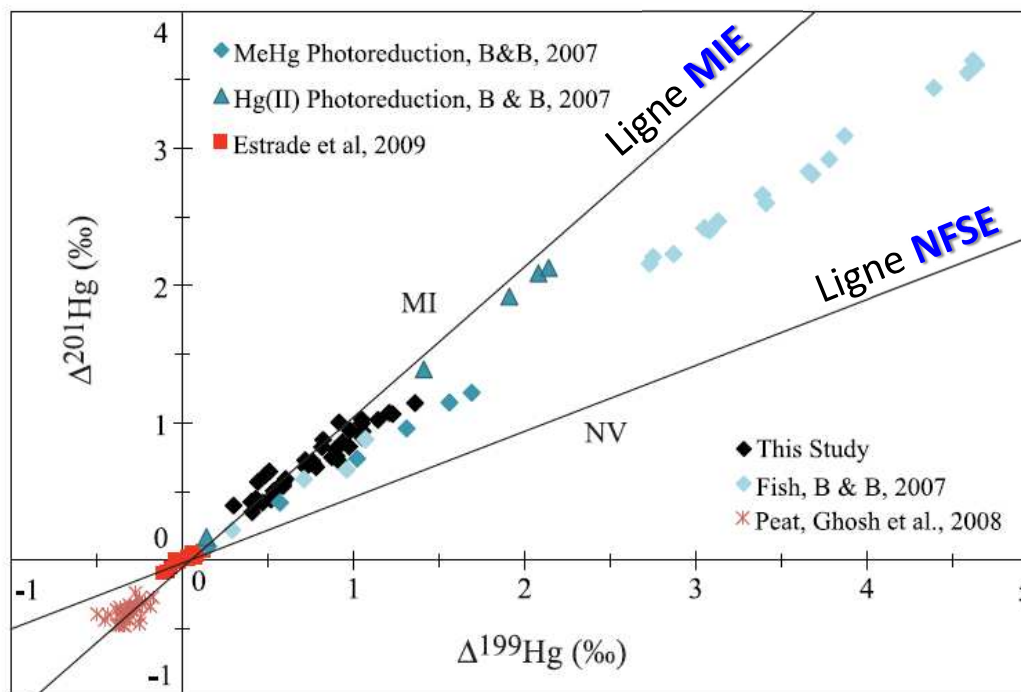 4
MeHg Photoreduction, B&B, 2007
Hg(II) Photoreduction, B & B, 2007
Estrade et al, 2009
Ligne MIE
3
Δ²⁰¹Hg (‰)
2
Ligne NFSE
MI
1
NV
This Study
Fish, B & B, 2007
Peat, Ghosh et al., 2008
0
-1
0
1
2
3
4
-1
Δ¹⁹⁹Hg (‰)